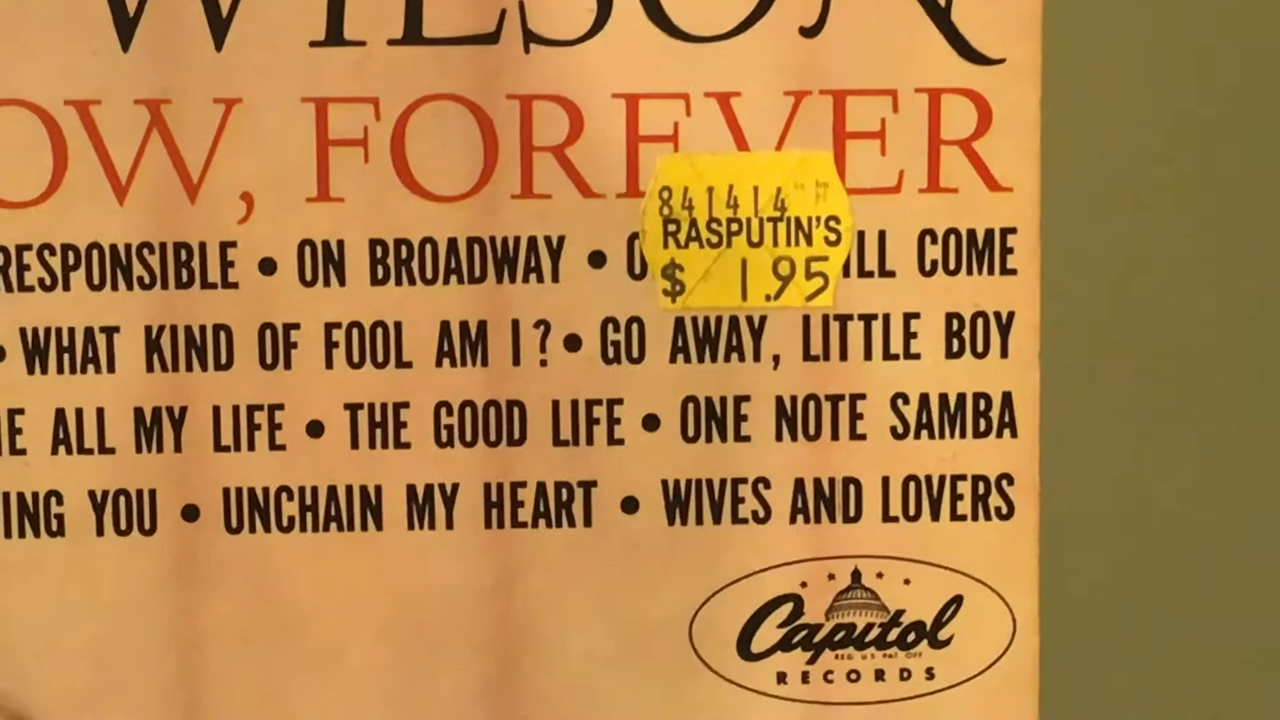 WILSON
OW, FOREVER
841414
RASPUTIN'S
$ 1.95
RESPONSIBLE • ON BROADWAY • O ILL COME
• WHAT KIND OF FOOL AM I? • GO AWAY, LITTLE BOY
E ALL MY LIFE • THE GOOD LIFE • ONE NOTE SAMBA
ING YOU • UNCHAIN MY HEART • WIVES AND LOVERS
Capitol
REG. U.S. PAT. OFF.
RECORDS